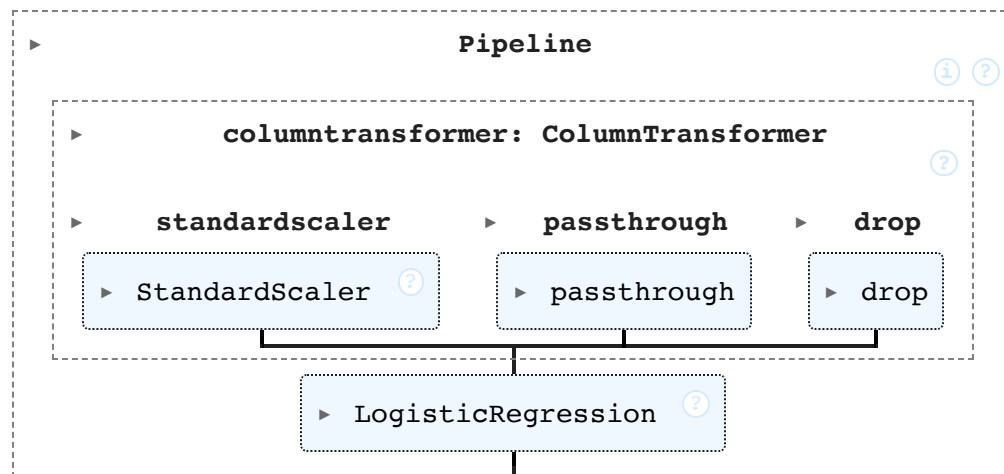 Pipeline
i ?
columntransformer: ColumnTransformer
?
standardscaler passthrough drop
StandardScaler ? passthrough drop
LogisticRegression ?